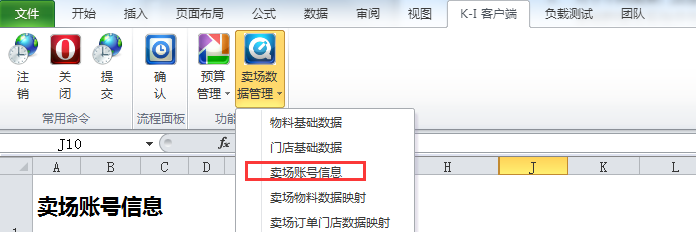 文件 开始 插入 页面布局 公式 数据 审阅 视图 K-I 客户端 负载测试 团队
注销 关闭 提交 确认 预算管理 卖场数据管理
常用命令 流程面板 功能
J10 fx
A B C D H J K L
物料基础数据
门店基础数据
卖场账号信息
卖场物料数据映射
卖场订单门店数据映射
1 卖场账号信息